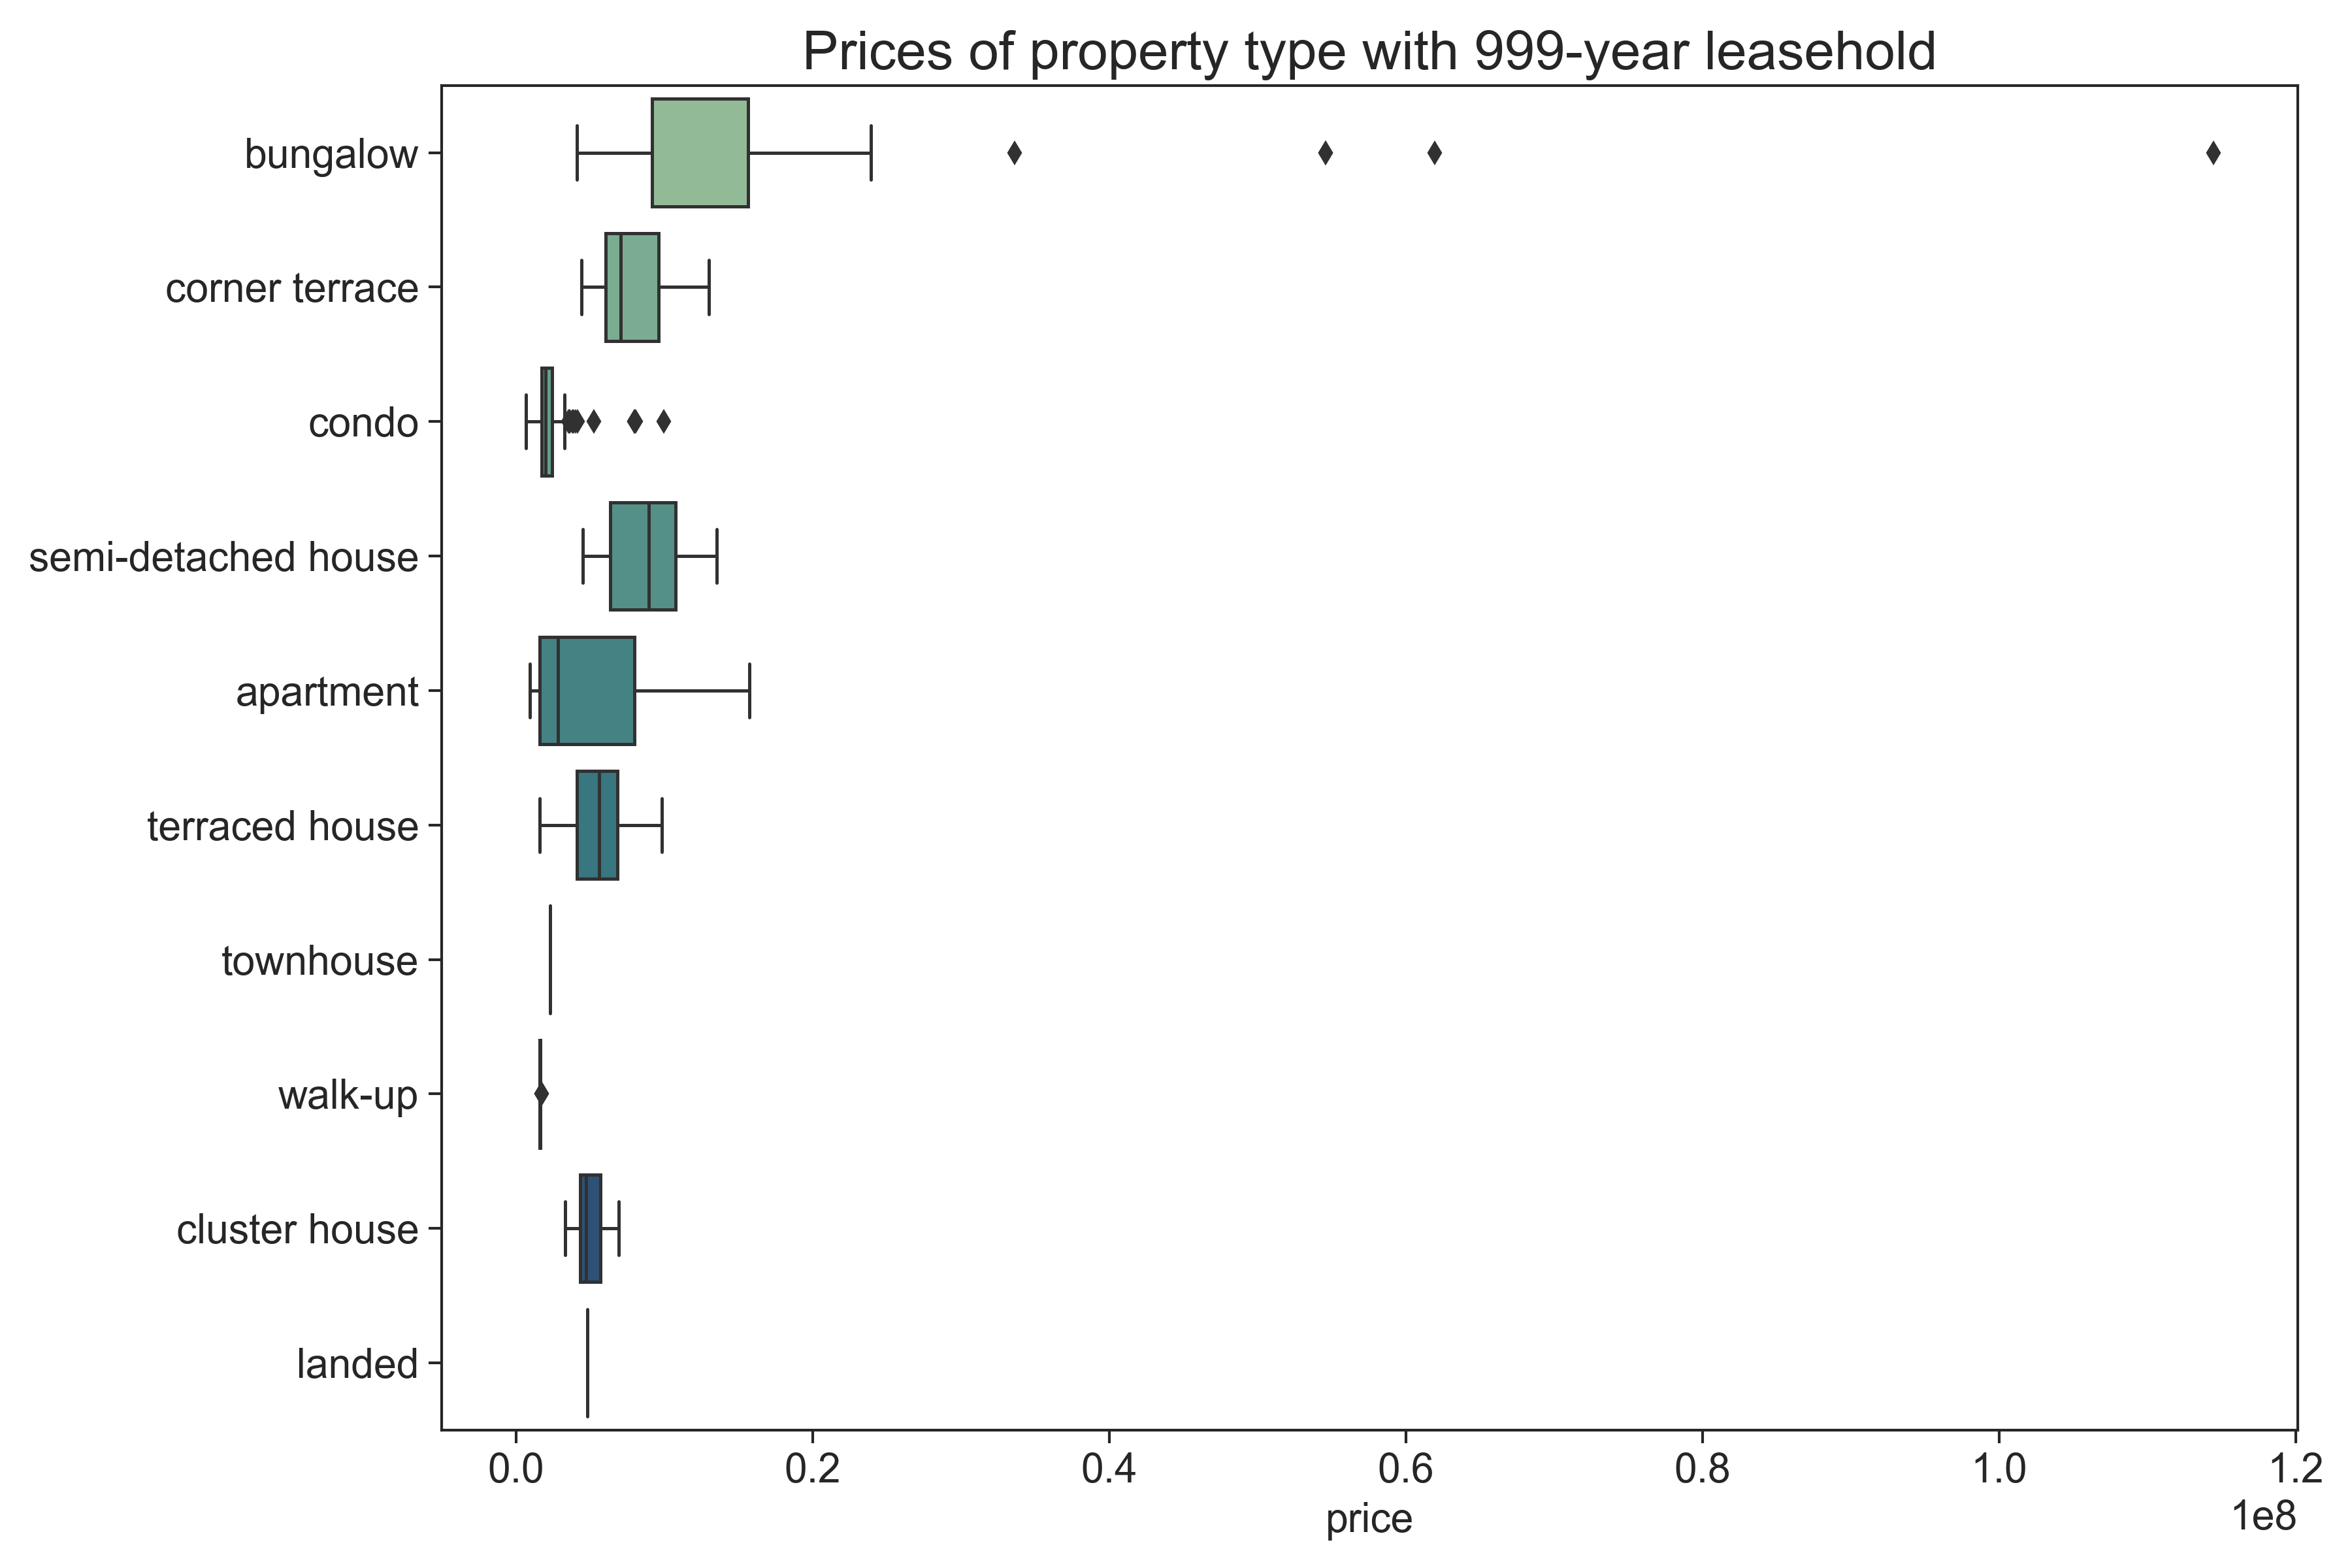 Prices of property type with 999-year leasehold
bungalow
corner terrace
condo
semi-detached house
apartment
terraced house
townhouse
walk-up
cluster house
landed
0.0 0.2 0.4 0.6 0.8 1.0 1.2
price
1e8